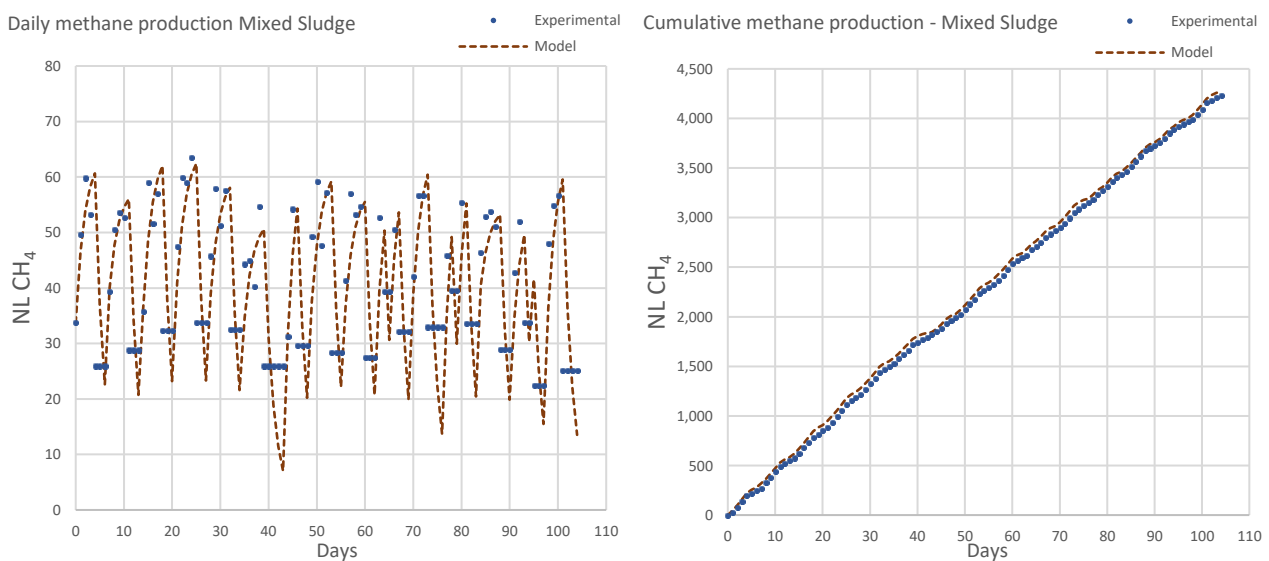 Daily methane production Mixed Sludge
Experimental
Model
80
70
60
50
40
30
20
10
0
NL CH4
0 10 20 30 40 50 60 70 80 90 100 110
Days
Cumulative methane production - Mixed Sludge
Experimental
Model
4,500
4,000
3,500
3,000
2,500
2,000
1,500
1,000
500
0
NL CH4
0 10 20 30 40 50 60 70 80 90 100 110
Days